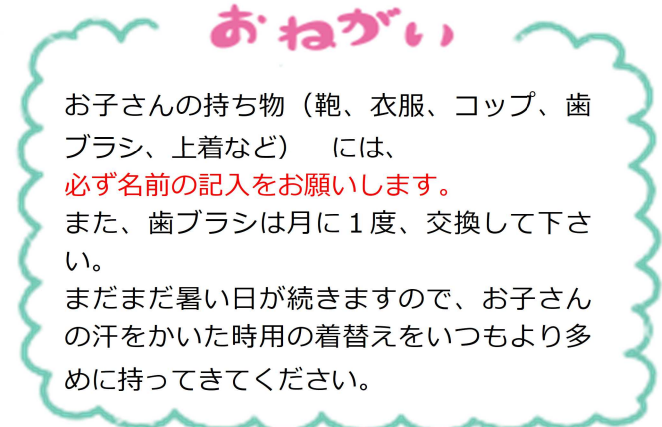 おねがい
お子さんの持ち物（鞄、衣服、コップ、歯
ブラシ、上着など）　には、
必ず名前の記入をお願いします。
また、歯ブラシは月に１度、交換して下さ
い。
まだまだ暑い日が続きますので、お子さん
の汗をかいた時用の着替えをいつもより多
めに持ってきてください。